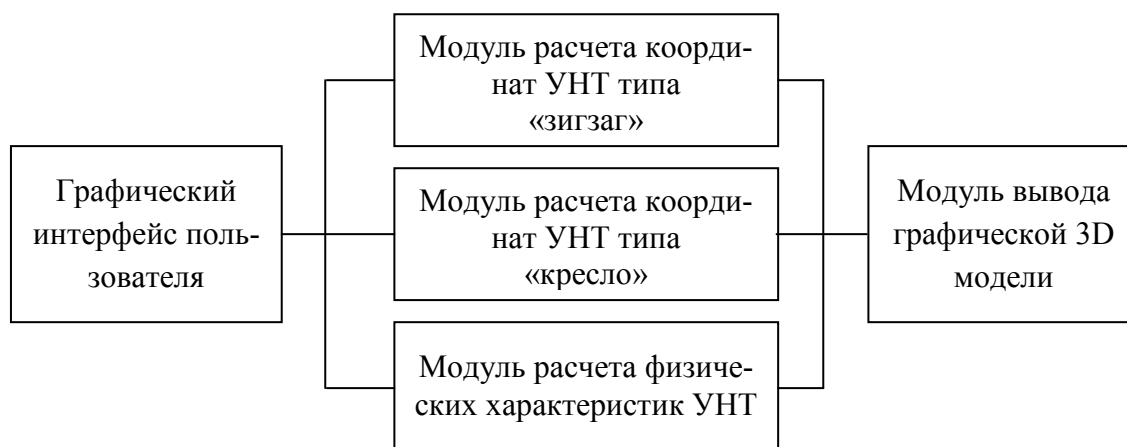 Графический
интерфейс поль-
зователя
Модуль расчета коорди-
нат УНТ типа
«зигзаг»
Модуль расчета коорди-
нат УНТ типа
«кресло»
Модуль расчета физиче-
ских характеристик УНТ
Модуль вывода
графической 3D
модели